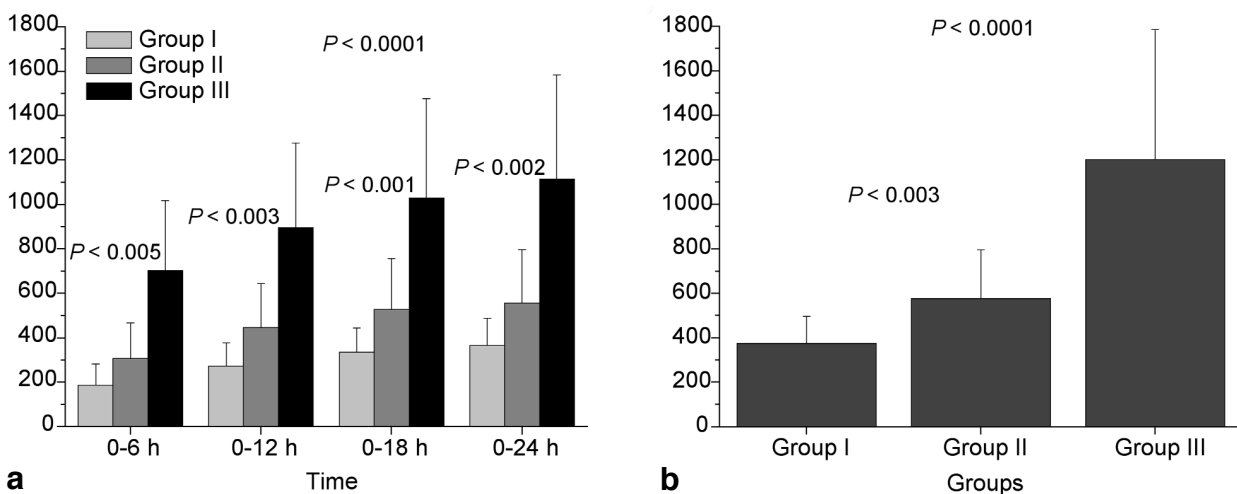 1800
1600
1400
1200
1000
800
600
400
200
0
Group I
Group II
Group III
P < 0.0001
P < 0.005
P < 0.003
P < 0.001
P < 0.002
0-6 h
0-12 h
0-18 h
0-24 h
Time
a
1800
1600
1400
1200
1000
800
600
400
200
0
P < 0.0001
P < 0.003
Group I
Group II
Group III
Groups
b